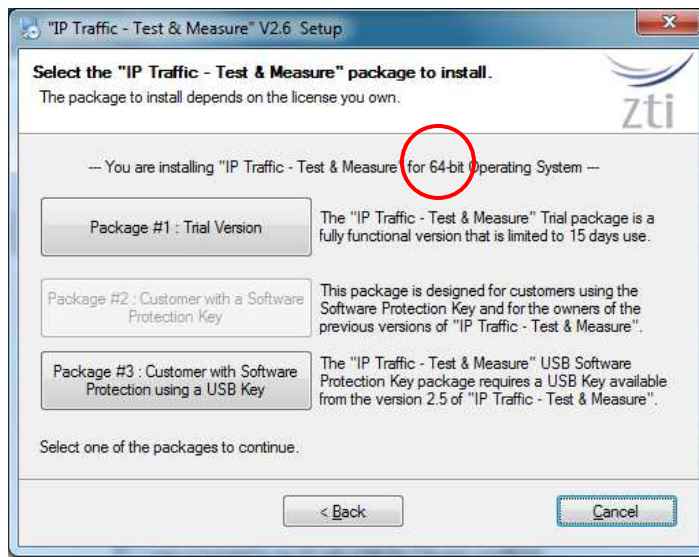 "IP Traffic - Test & Measure" V2.6 Setup
Select the "IP Traffic - Test & Measure" package to install.
The package to install depends on the license you own.
zti
--- You are installing "IP Traffic - Test & Measure" for 64-bit Operating System ---
Package #1 : Trial Version
The "IP Traffic - Test & Measure" Trial package is a
fully functional version that is limited to 15 days use.
Package #2 : Customer with a Software
Protection Key
This package is designed for customers using the
Software Protection Key and for the owners of the
previous versions of "IP Traffic - Test & Measure".
Package #3 : Customer with Software
Protection using a USB Key
The "IP Traffic - Test & Measure" USB Software
Protection Key package requires a USB Key available
from the version 2.5 of "IP Traffic - Test & Measure".
Select one of the packages to continue.
< Back
Cancel